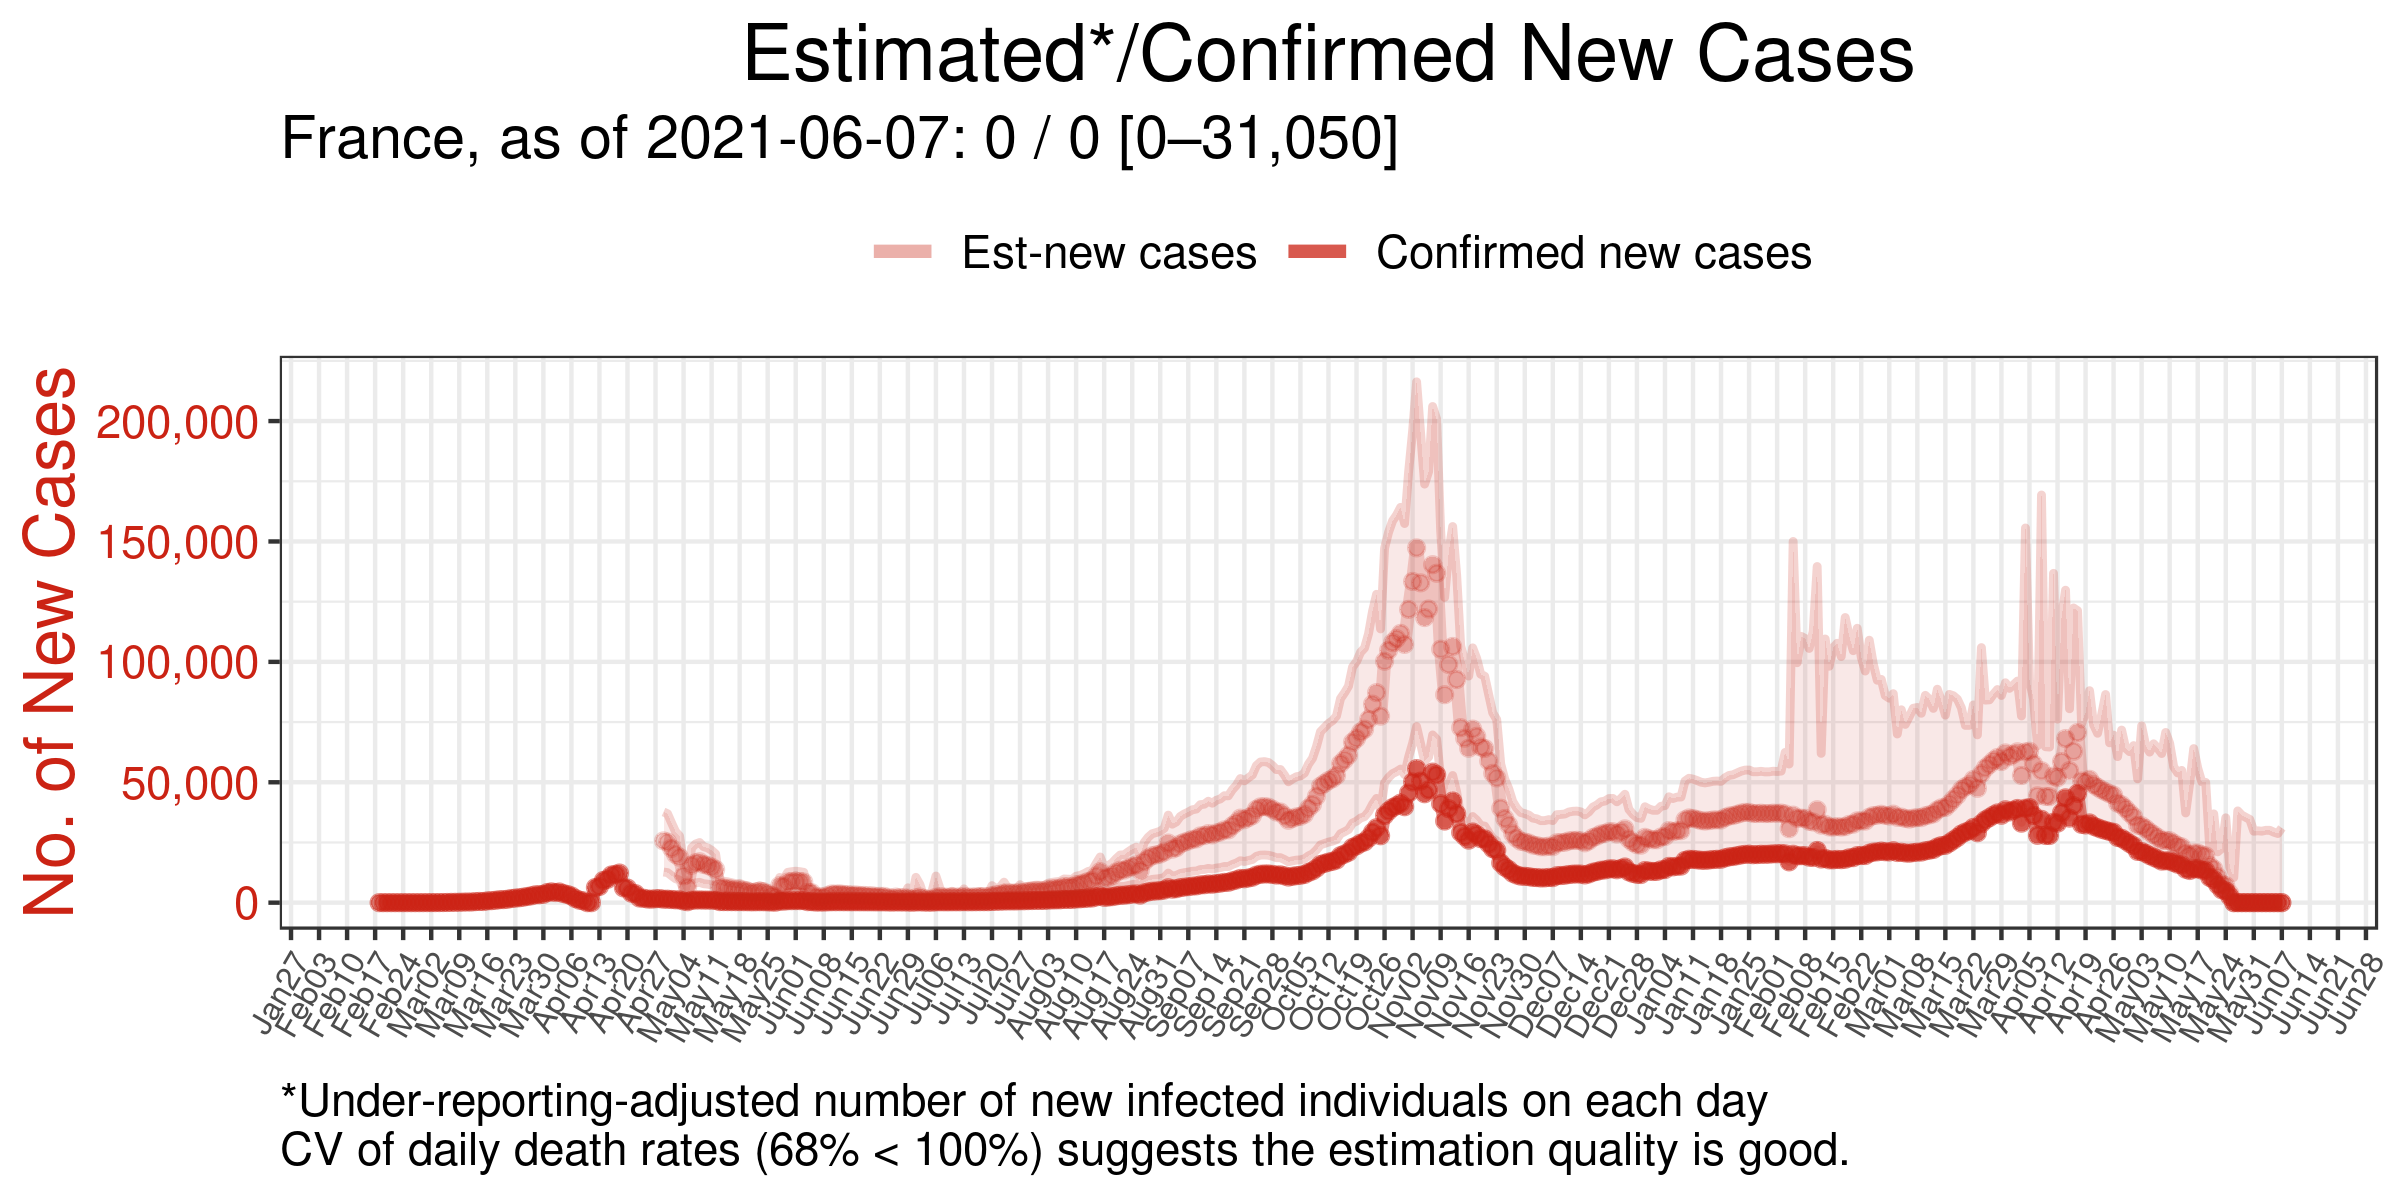 Estimated*/Confirmed New Cases
France, as of 2021-06-07: 0 / 0 [0–31,050]
Est-new cases
Confirmed new cases
No. of New Cases
200,000
150,000
100,000
50,000
0
Jan27
Feb03
Feb10
Feb17
Feb24
Mar02
Mar09
Mar16
Mar23
Mar30
Apr06
Apr13
Apr20
Apr27
May04
May11
May18
May25
Jun01
Jun08
Jun15
Jun22
Jun29
Jul06
Jul13
Jul20
Jul27
Aug03
Aug10
Aug17
Aug24
Aug31
Sep07
Sep14
Sep21
Sep28
Oct05
Oct12
Oct19
Oct26
Nov02
Nov09
Nov16
Nov23
Nov30
Dec07
Dec14
Dec21
Dec28
Jan04
Jan11
Jan18
Jan25
Feb01
Feb08
Feb15
Feb22
Mar01
Mar08
Mar15
Mar22
Mar29
Apr05
Apr12
Apr19
Apr26
May03
May10
May17
May24
May31
Jun07
Jun14
Jun21
Jun28
*Under-reporting-adjusted number of new infected individuals on each day
CV of daily death rates (68% < 100%) suggests the estimation quality is good.